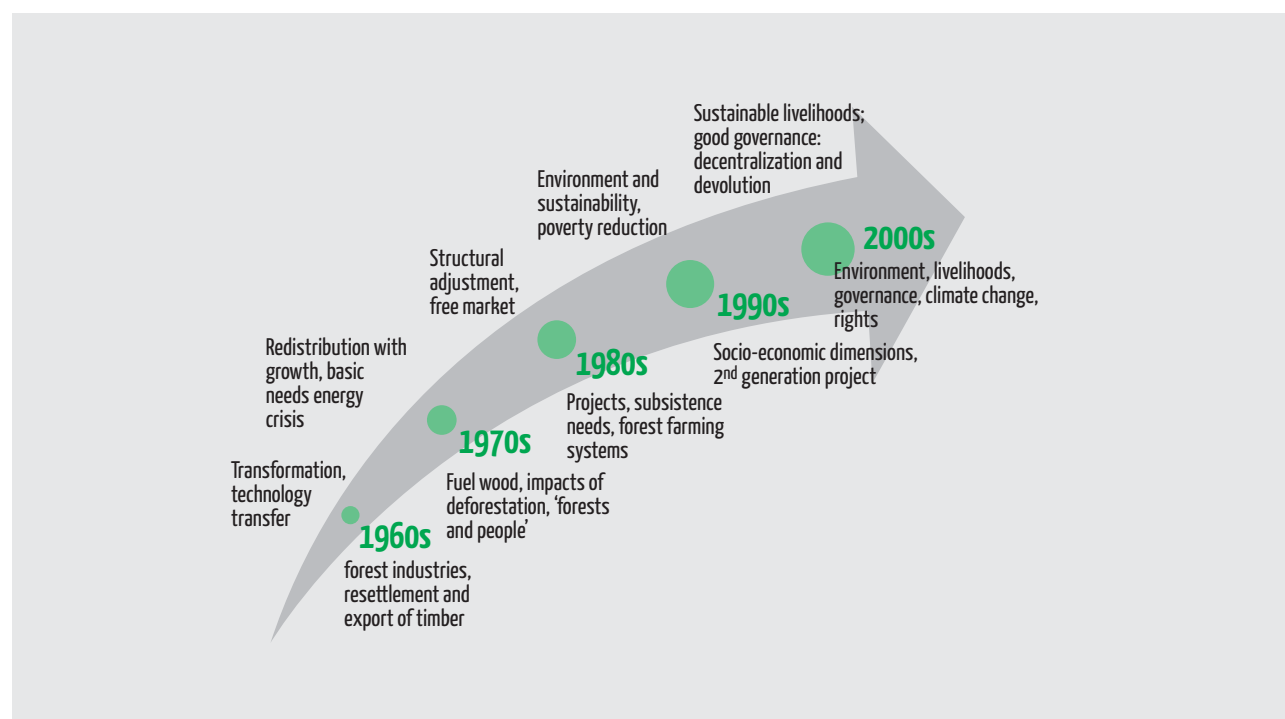 Sustainable livelihoods;
good governance:
decentralization and
devolution
Environment and
sustainability,
poverty reduction
2000s
Environment, livelihoods,
governance, climate change,
rights
Structural
adjustment,
free market
1990s
Socio-economic dimensions,
2nd generation project
Redistribution with
growth, basic
needs energy
crisis
1980s
Projects, subsistence
needs, forest farming
systems
1970s
Fuel wood, impacts of
deforestation, ‘forests
and people’
Transformation,
technology
transfer
1960s
forest industries,
resettlement and
export of timber